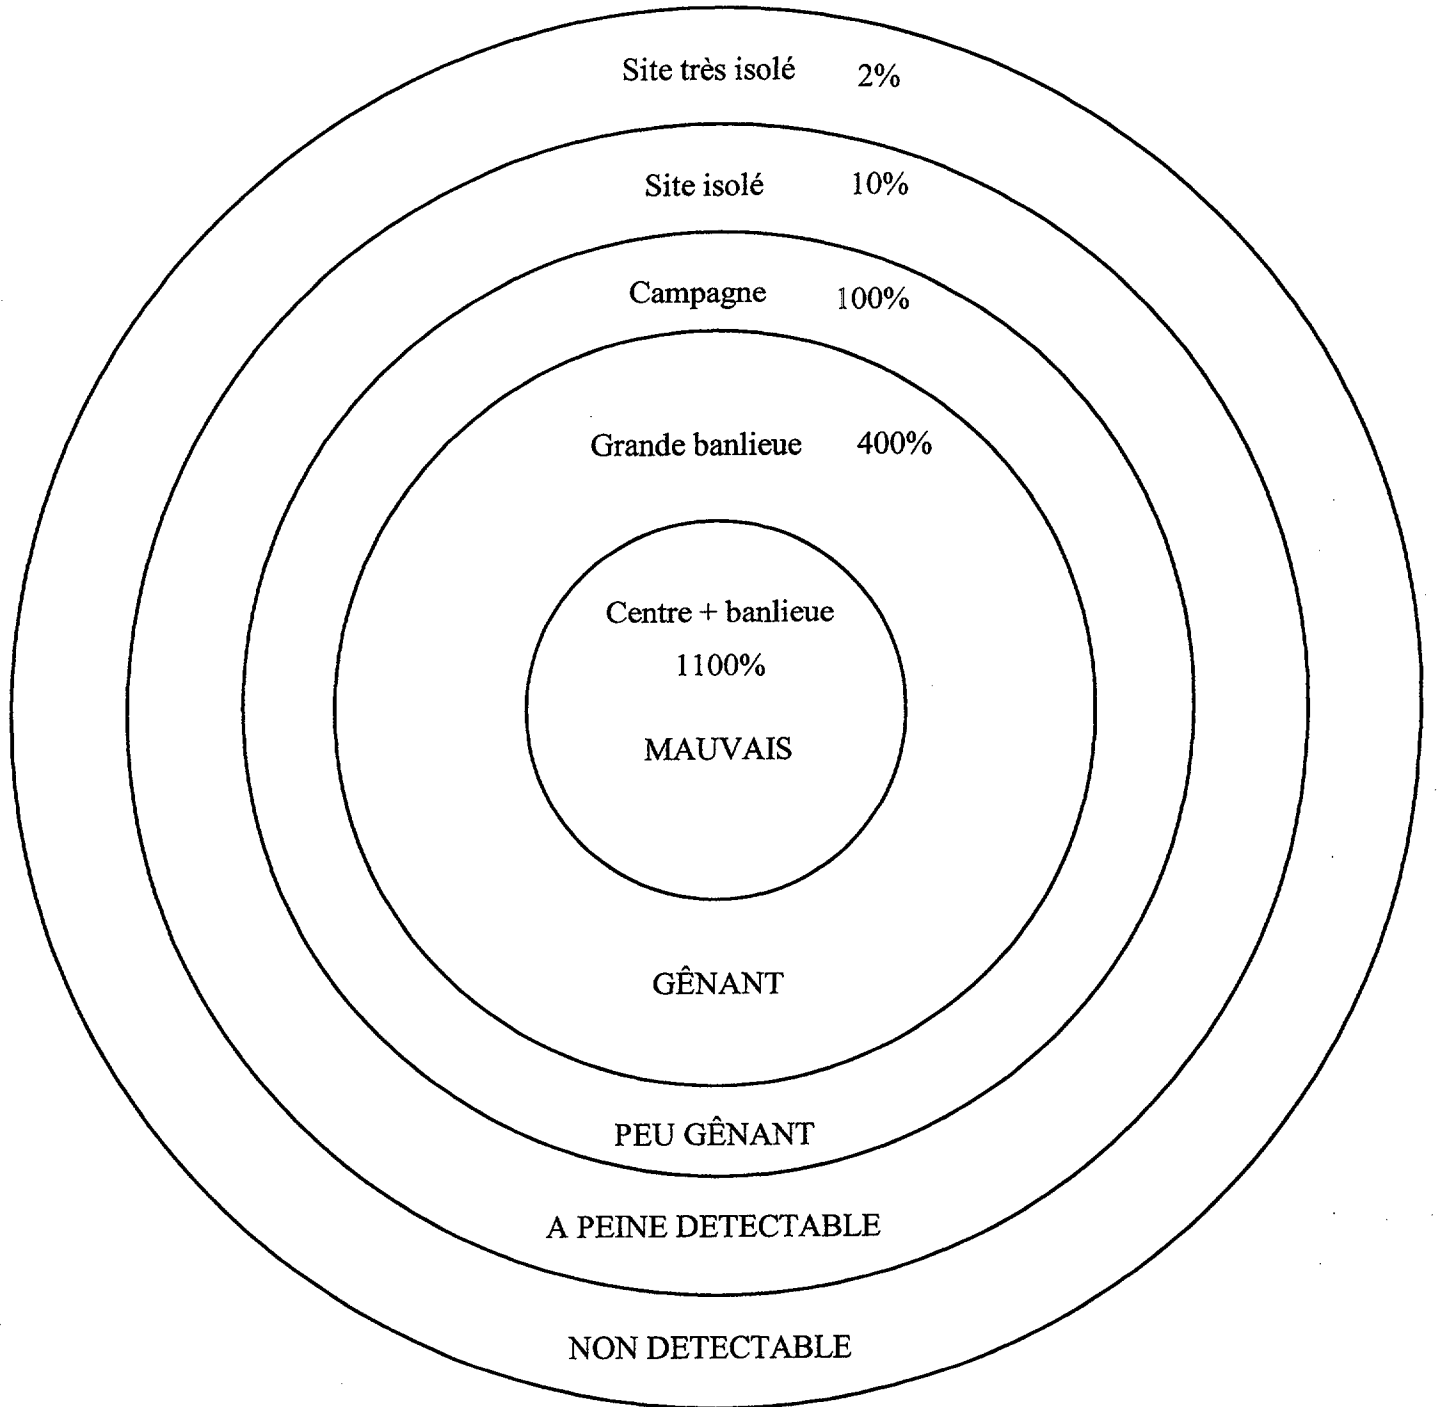 Site très isolé 2%
Site isolé 10%
Campagne 100%
Grande banlieue 400%
Centre + banlieue
1100%
MAUVAIS
GÊNANT
PEU GÊNANT
A PEINE DETECTABLE
NON DETECTABLE